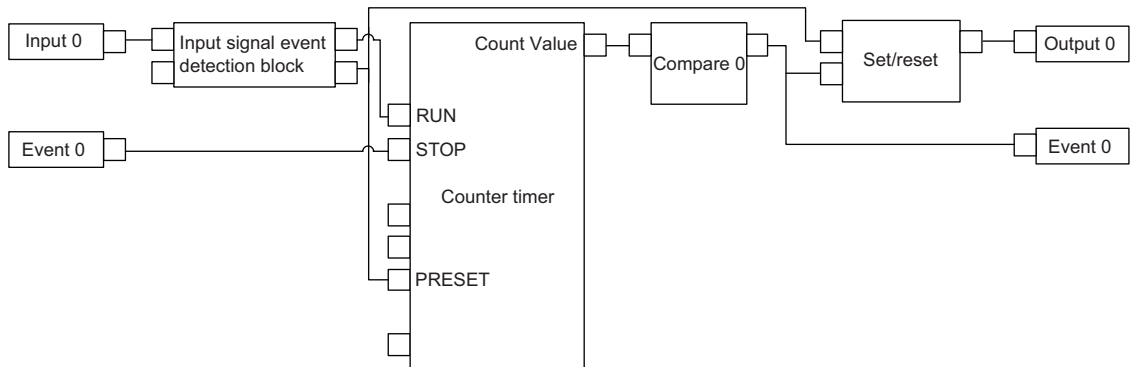 Input 0
Input signal event
detection block
Count Value
Compare 0
Set/reset
Output 0
RUN
Event 0
STOP
Event 0
Counter timer
PRESET